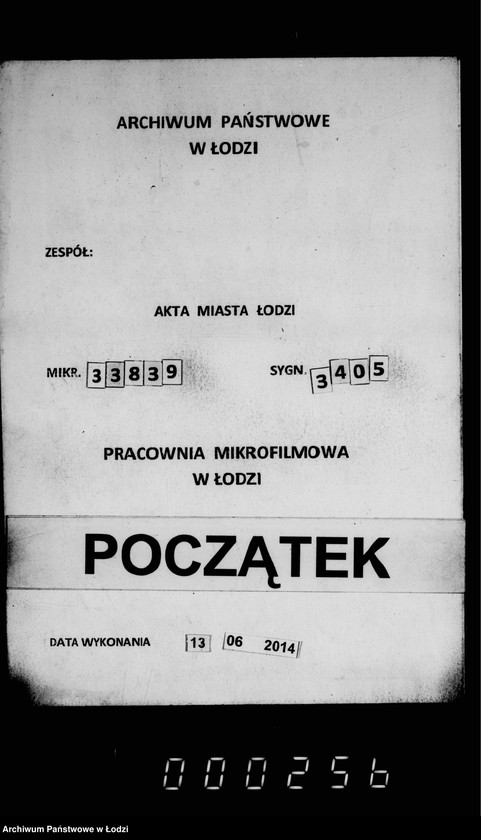 ARCHIWUM PAŃSTWOWE
W ŁODZI
ZESPÓŁ:
AKTA MIASTA ŁODZI
MIKR. 33839 SYGN. 3405
PRACOWNIA MIKROFILMOWA
W ŁODZI
POCZĄTEK
DATA WYKONANIA 13 06 2014
000256
Archiwum Państwowe w Łodzi